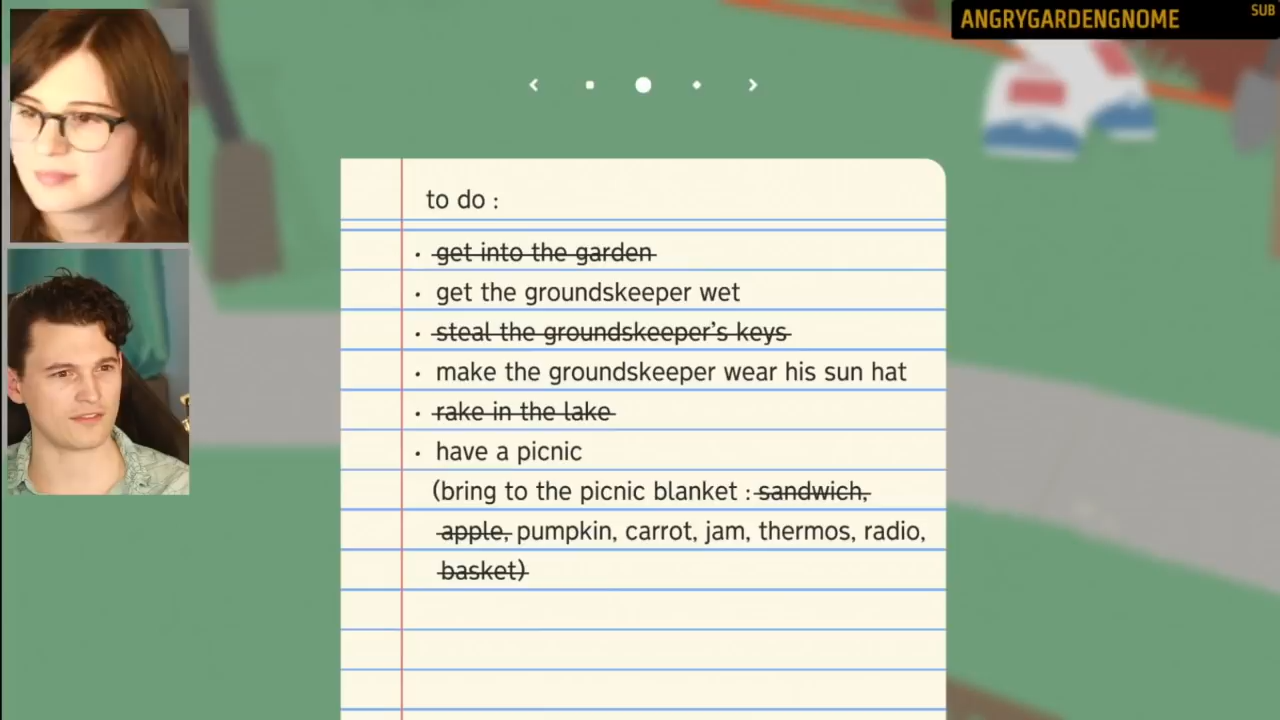 ANGRYGARDENGNOME
SUB
to do :
· get into the garden
· get the groundskeeper wet
· steal the groundskeeper's keys
· make the groundskeeper wear his sun hat
· rake in the lake
· have a picnic
(bring to the picnic blanket : sandwich,
apple, pumpkin, carrot, jam, thermos, radio,
basket)